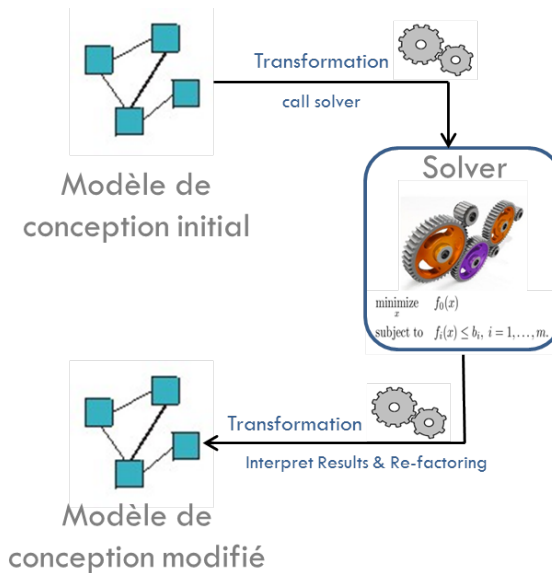 Transformation
call solver
Modèle de
conception initial
Solver
minimize f₀(x)
x
subject to fᵢ(x) ≤ bᵢ, i = 1, . . . , m.
Transformation
Interpret Results & Re-factoring
Modèle de
conception modifié